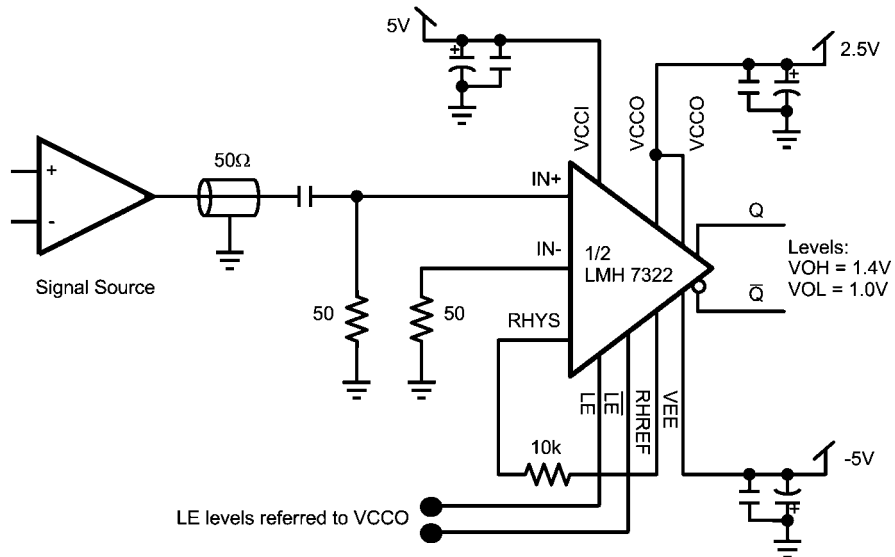 5V
2.5V
VCCI
VCCO
VCCO
50Ω
+
-
Signal Source
IN+
IN-
1/2
LMH 7322
Q
Levels:
VOH = 1.4V
VOL = 1.0V
Q̅
50
50
RHYS
LE
L̅E̅
RHREF
VEE
10k
-5V
LE levels referred to VCCO
+
+
+